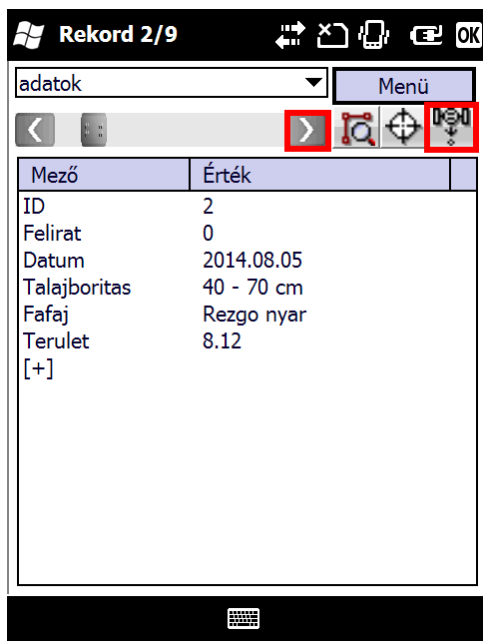 Rekord 2/9 OK
adatok Menü
Mező Érték
ID 2
Felirat 0
Datum 2014.08.05
Talajboritas 40 - 70 cm
Fafaj Rezgo nyar
Terulet 8.12
[+]